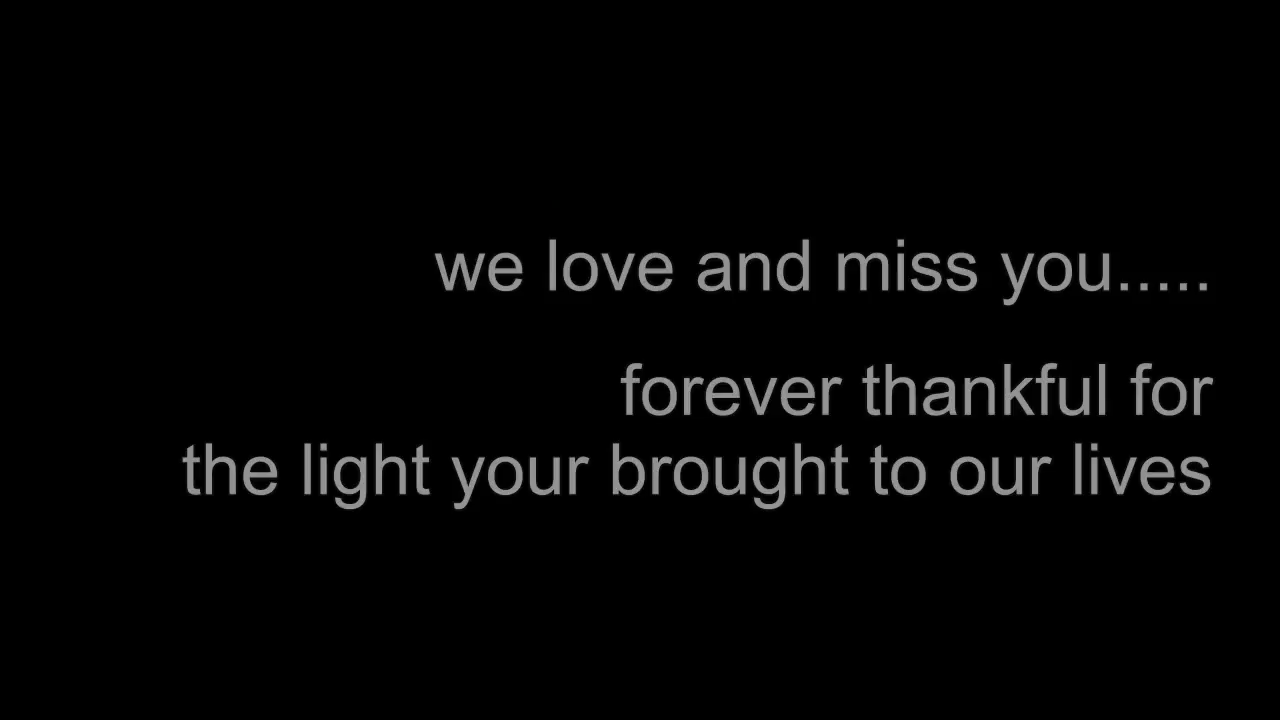 we love and miss you.....
forever thankful for
the light your brought to our lives